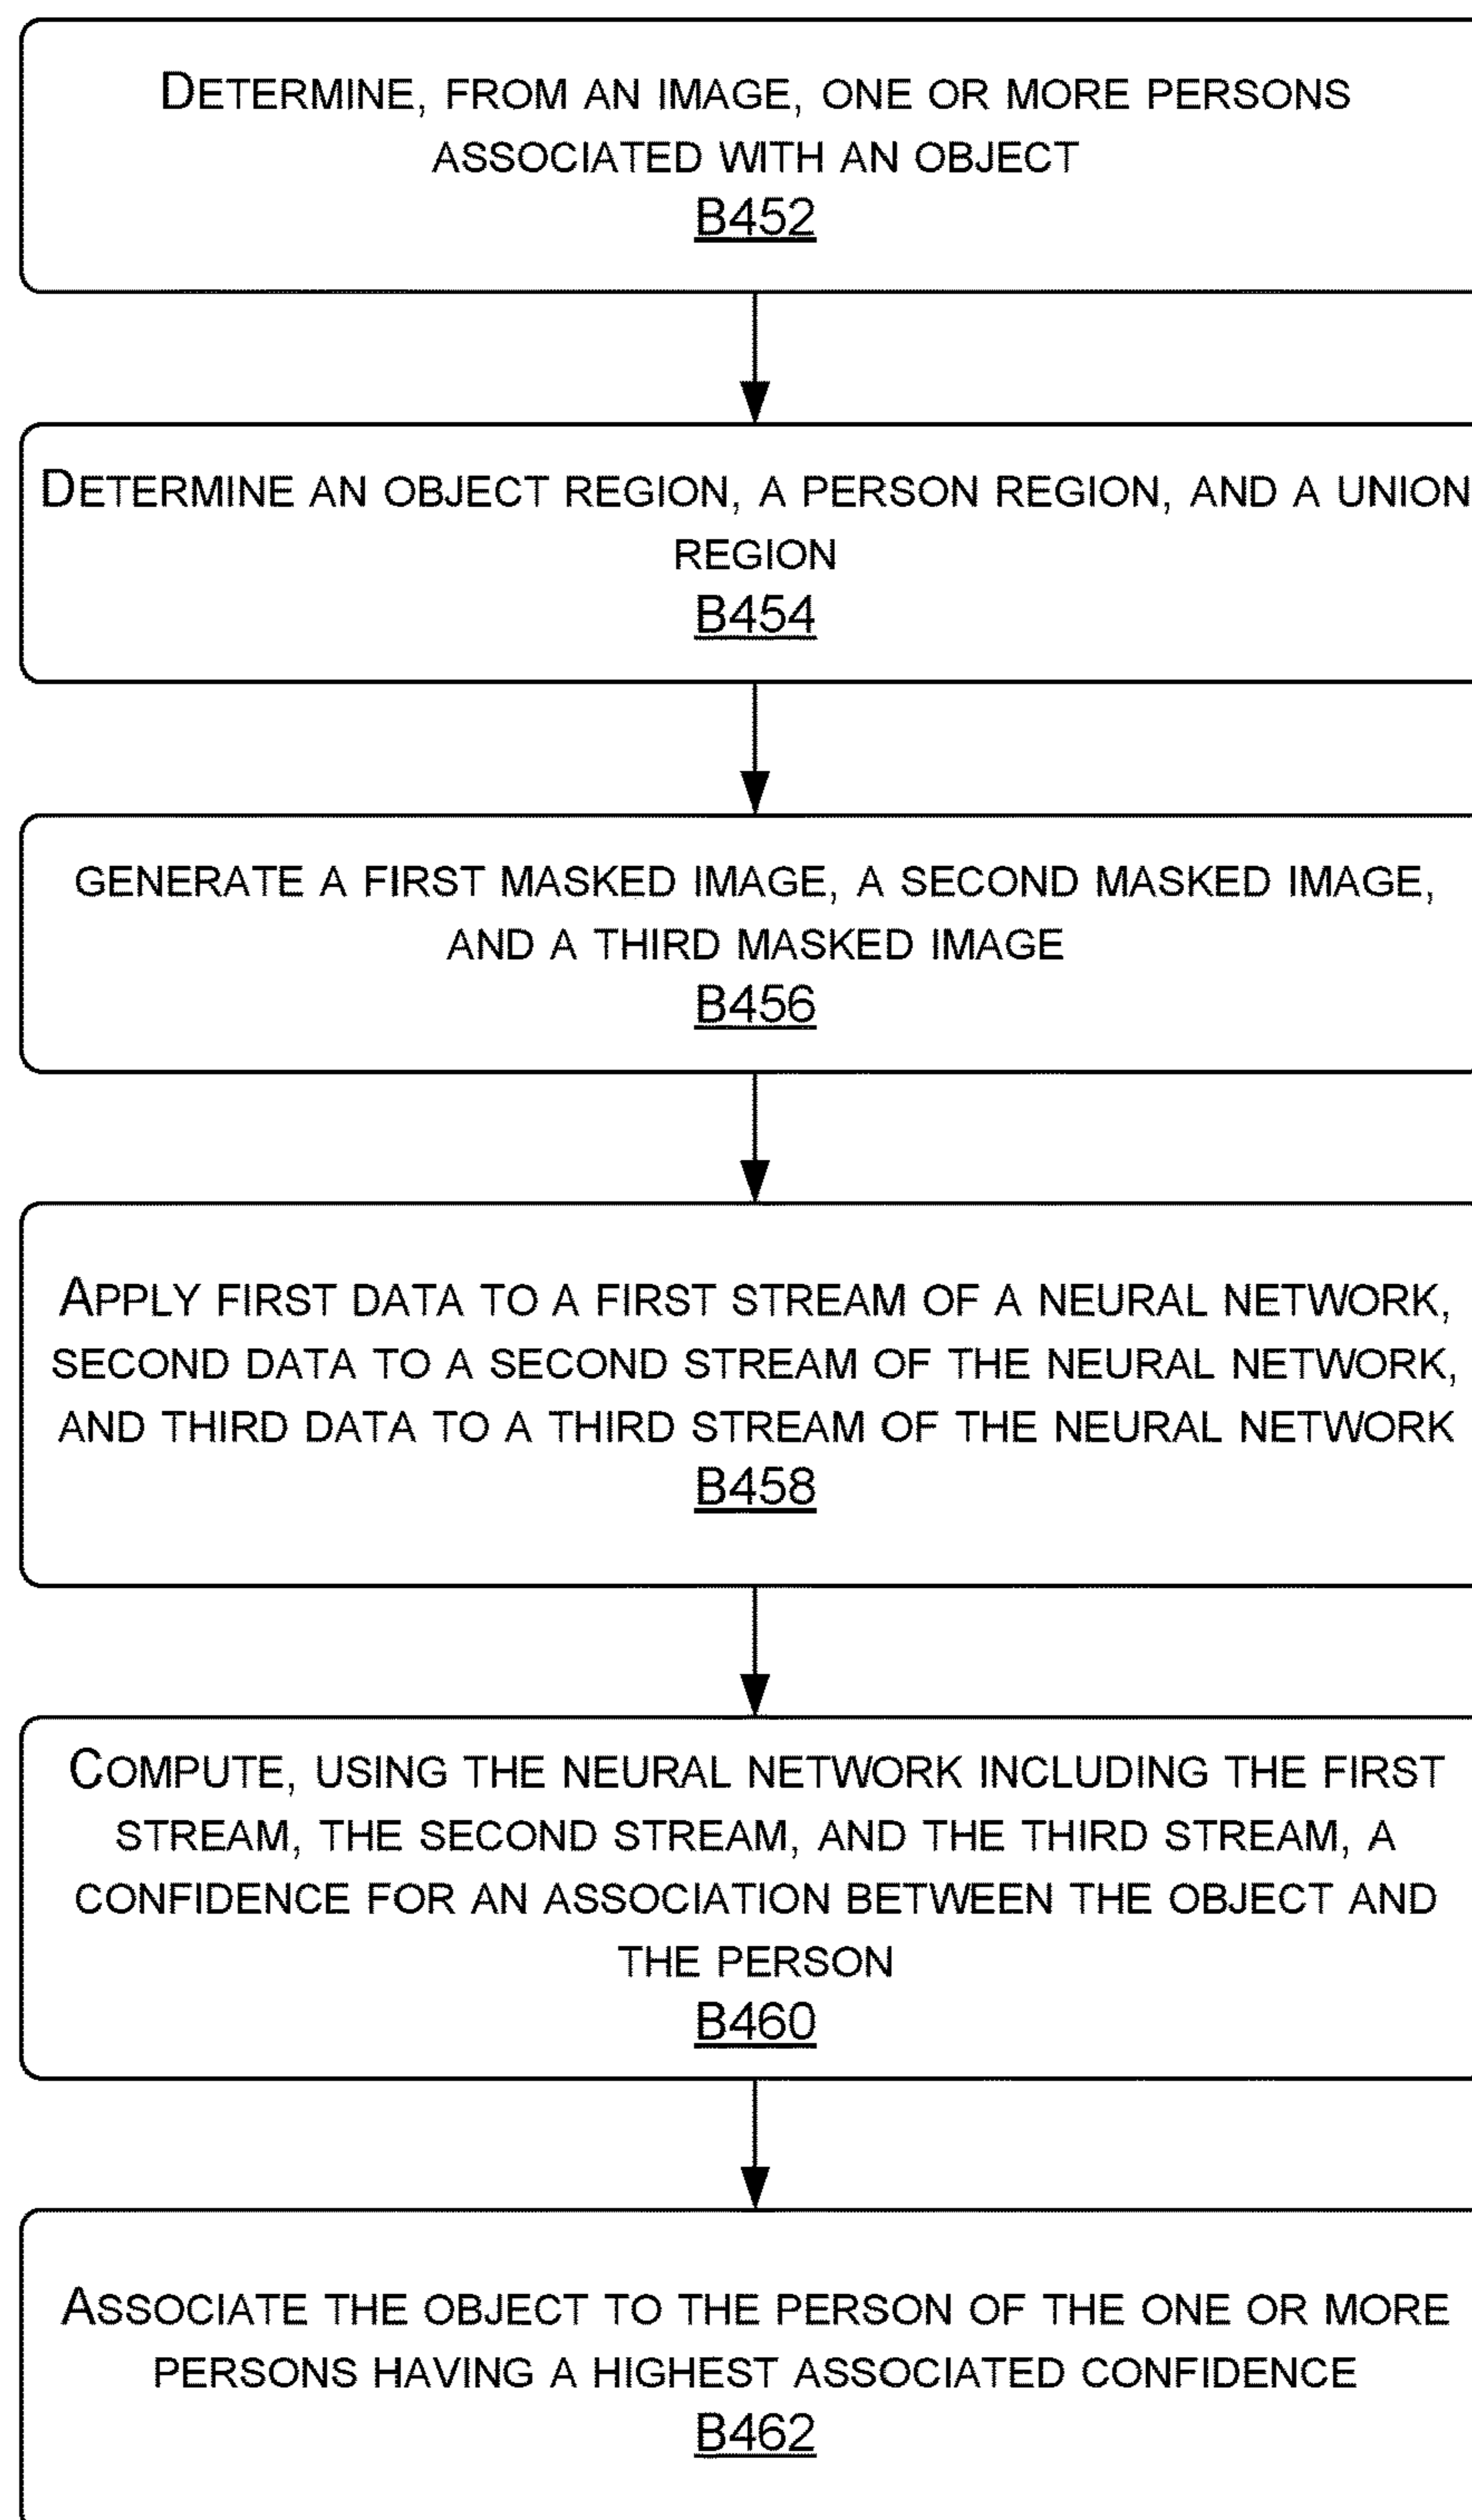 DETERMINE, FROM AN IMAGE, ONE OR MORE PERSONS
ASSOCIATED WITH AN OBJECT
B452
DETERMINE AN OBJECT REGION, A PERSON REGION, AND A UNION
REGION
B454
GENERATE A FIRST MASKED IMAGE, A SECOND MASKED IMAGE,
AND A THIRD MASKED IMAGE
B456
APPLY FIRST DATA TO A FIRST STREAM OF A NEURAL NETWORK,
SECOND DATA TO A SECOND STREAM OF THE NEURAL NETWORK,
AND THIRD DATA TO A THIRD STREAM OF THE NEURAL NETWORK
B458
COMPUTE, USING THE NEURAL NETWORK INCLUDING THE FIRST
STREAM, THE SECOND STREAM, AND THE THIRD STREAM, A
CONFIDENCE FOR AN ASSOCIATION BETWEEN THE OBJECT AND
THE PERSON
B460
ASSOCIATE THE OBJECT TO THE PERSON OF THE ONE OR MORE
PERSONS HAVING A HIGHEST ASSOCIATED CONFIDENCE
B462